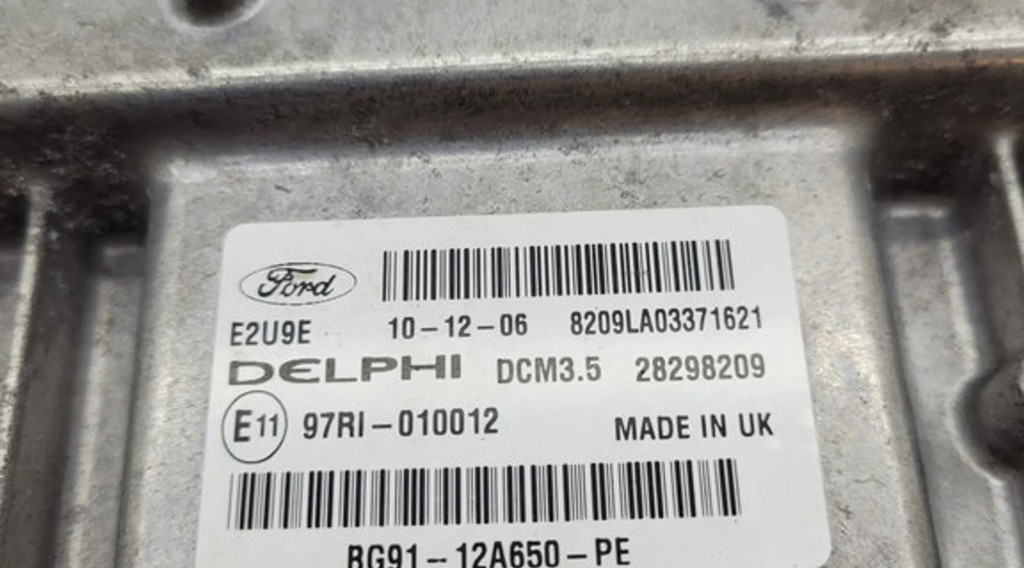 Ford
E2U9E 10-12-06 8209LA03371621
DELPHI DCM3.5 28298209
E11 97RI-010012 MADE IN UK
BG91--12A650-PE